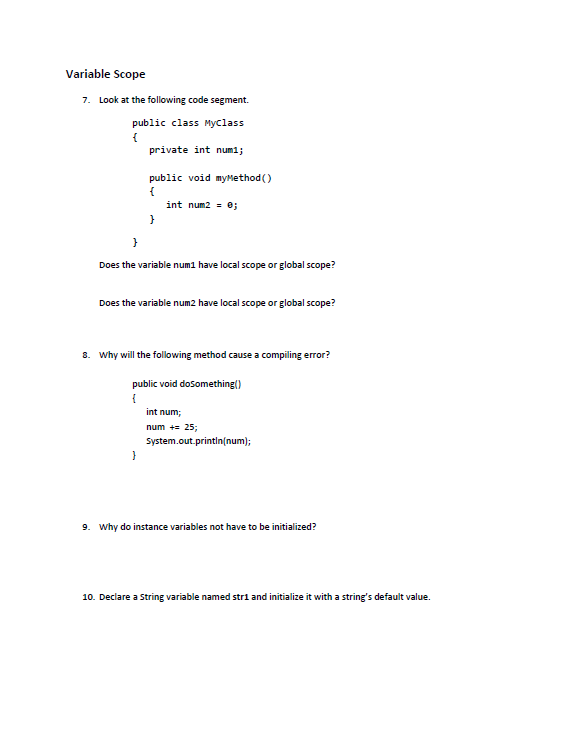 Variable Scope
7. Look at the following code segment.
public class MyClass
{
private int num1;
public void myMethod()
{
int num2 = 0;
}
}
Does the variable num1 have local scope or global scope?
Does the variable num2 have local scope or global scope?
8. Why will the following method cause a compiling error?
public void doSomething()
{
int num;
num += 25;
System.out.println(num);
}
9. Why do instance variables not have to be initialized?
10. Declare a String variable named str1 and initialize it with a string's default value.